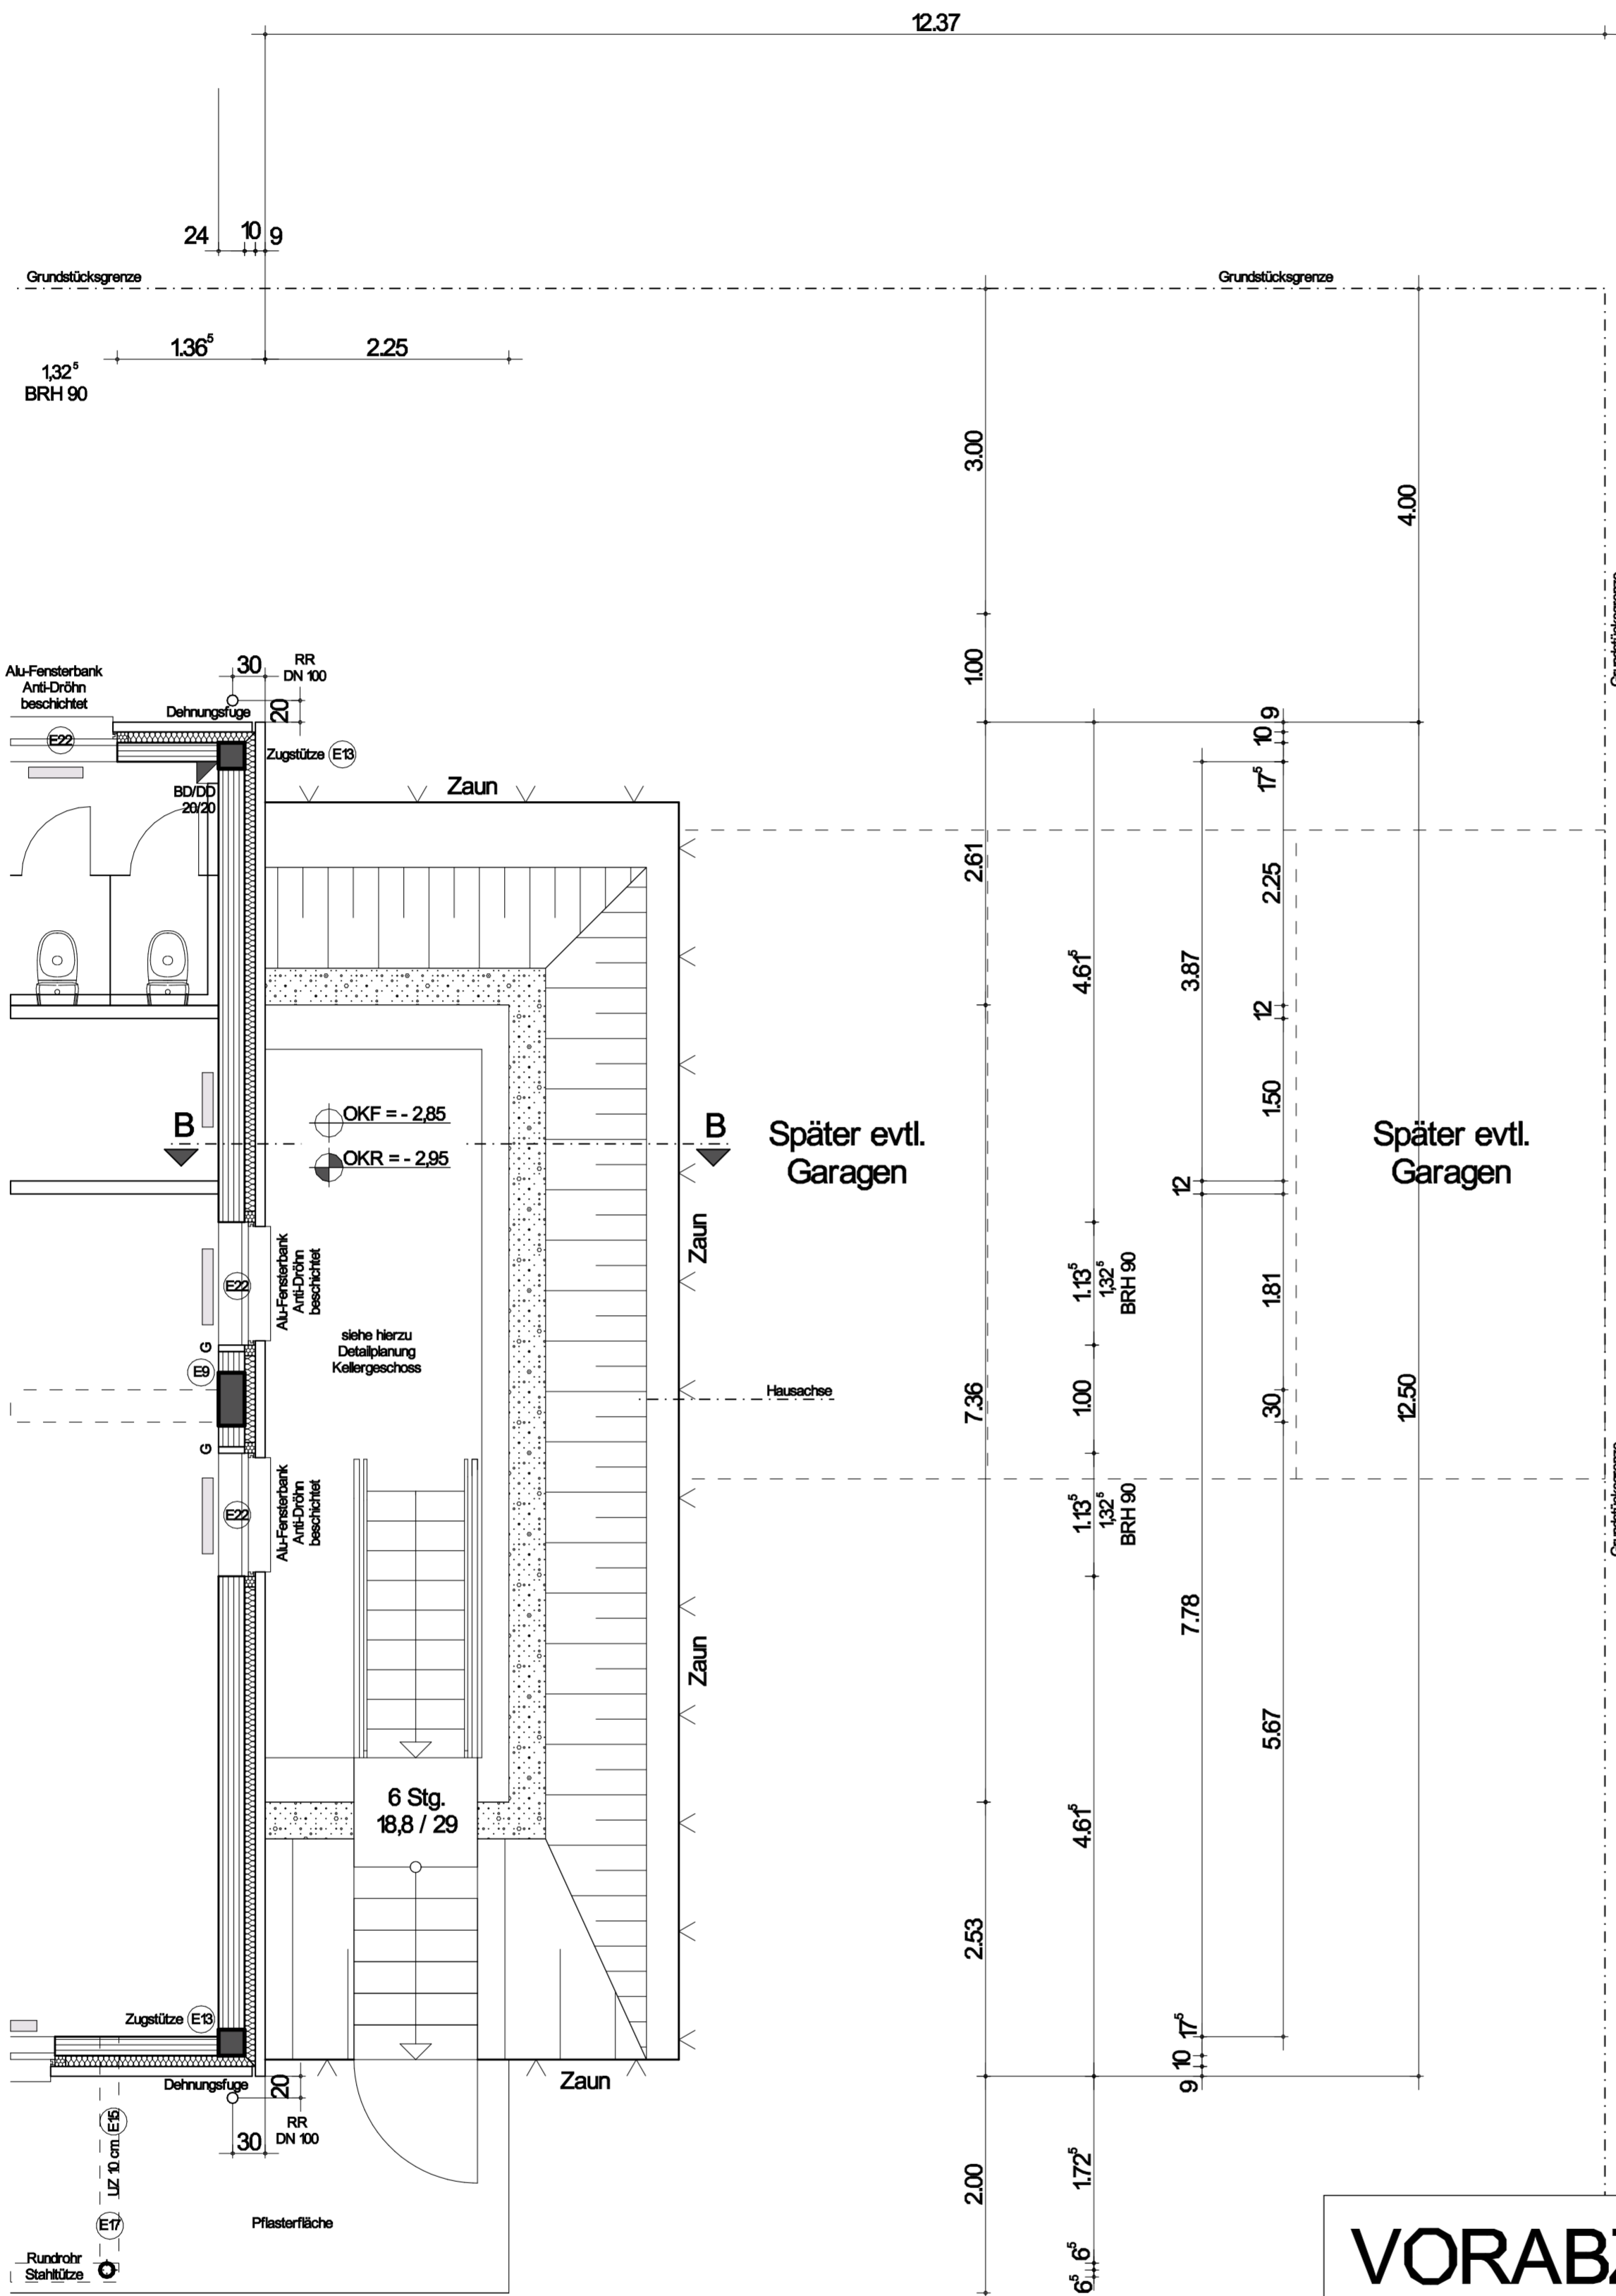 12.37
24
10
9
Grundstücksgrenze
Grundstücksgrenze
1.36⁵
2.25
1,32⁵
BRH 90
3.00
4.00
1.00
Alu-Fensterbank
Anti-Dröhn
beschichtet
30
RR
DN 100
20
Dehnungsfuge
E22
Zugstütze E13
BD/DD
20/20
Zaun
9
10
17⁵
2.61
2.25
4.61⁵
3.87
12
1.50
B
OKF = - 2,85
OKR = - 2,95
B
Später evtl.
Garagen
Später evtl.
Garagen
12
Zaun
E22
Alu-Fensterbank
Anti-Dröhn
beschichtet
1.13⁵
1,32⁵
BRH 90
1.81
siehe hierzu
Detailplanung
Kellergeschoss
G
E9
Hausachse
7.36
1.00
30
12.50
G
E22
Alu-Fensterbank
Anti-Dröhn
beschichtet
1.13⁵
1,32⁵
BRH 90
Zaun
7.78
5.67
6 Stg.
18,8 / 29
4.61⁵
2.53
Zugstütze E13
17⁵
10
9
Dehnungsfuge
20
Zaun
RR
DN 100
30
E15
UZ 10 cm
E17
2.00
1.72⁵
Pflasterfläche
Rundrohr
Stahltütze
6⁵
6⁵
VORABZ